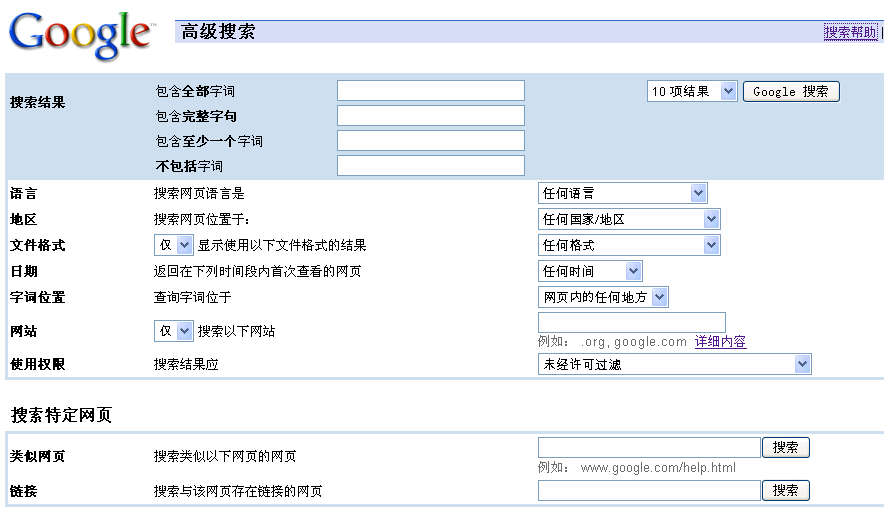 Google™ 高级搜索 搜索帮助 |
搜索结果 包含全部字词 10 项结果 Google 搜索
包含完整字句
包含至少一个字词
不包括字词
语言 搜索网页语言是 任何语言
地区 搜索网页位置于: 任何国家/地区
文件格式 仅 显示使用以下文件格式的结果 任何格式
日期 返回在下列时间段内首次查看的网页 任何时间
字词位置 查询字词位于 网页内的任何地方
网站 仅 搜索以下网站
例如: .org, google.com 详细内容
使用权限 搜索结果应 未经许可过滤
搜索特定网页
类似网页 搜索类似以下网页的网页 搜索
例如: www.google.com/help.html
链接 搜索与该网页存在链接的网页 搜索